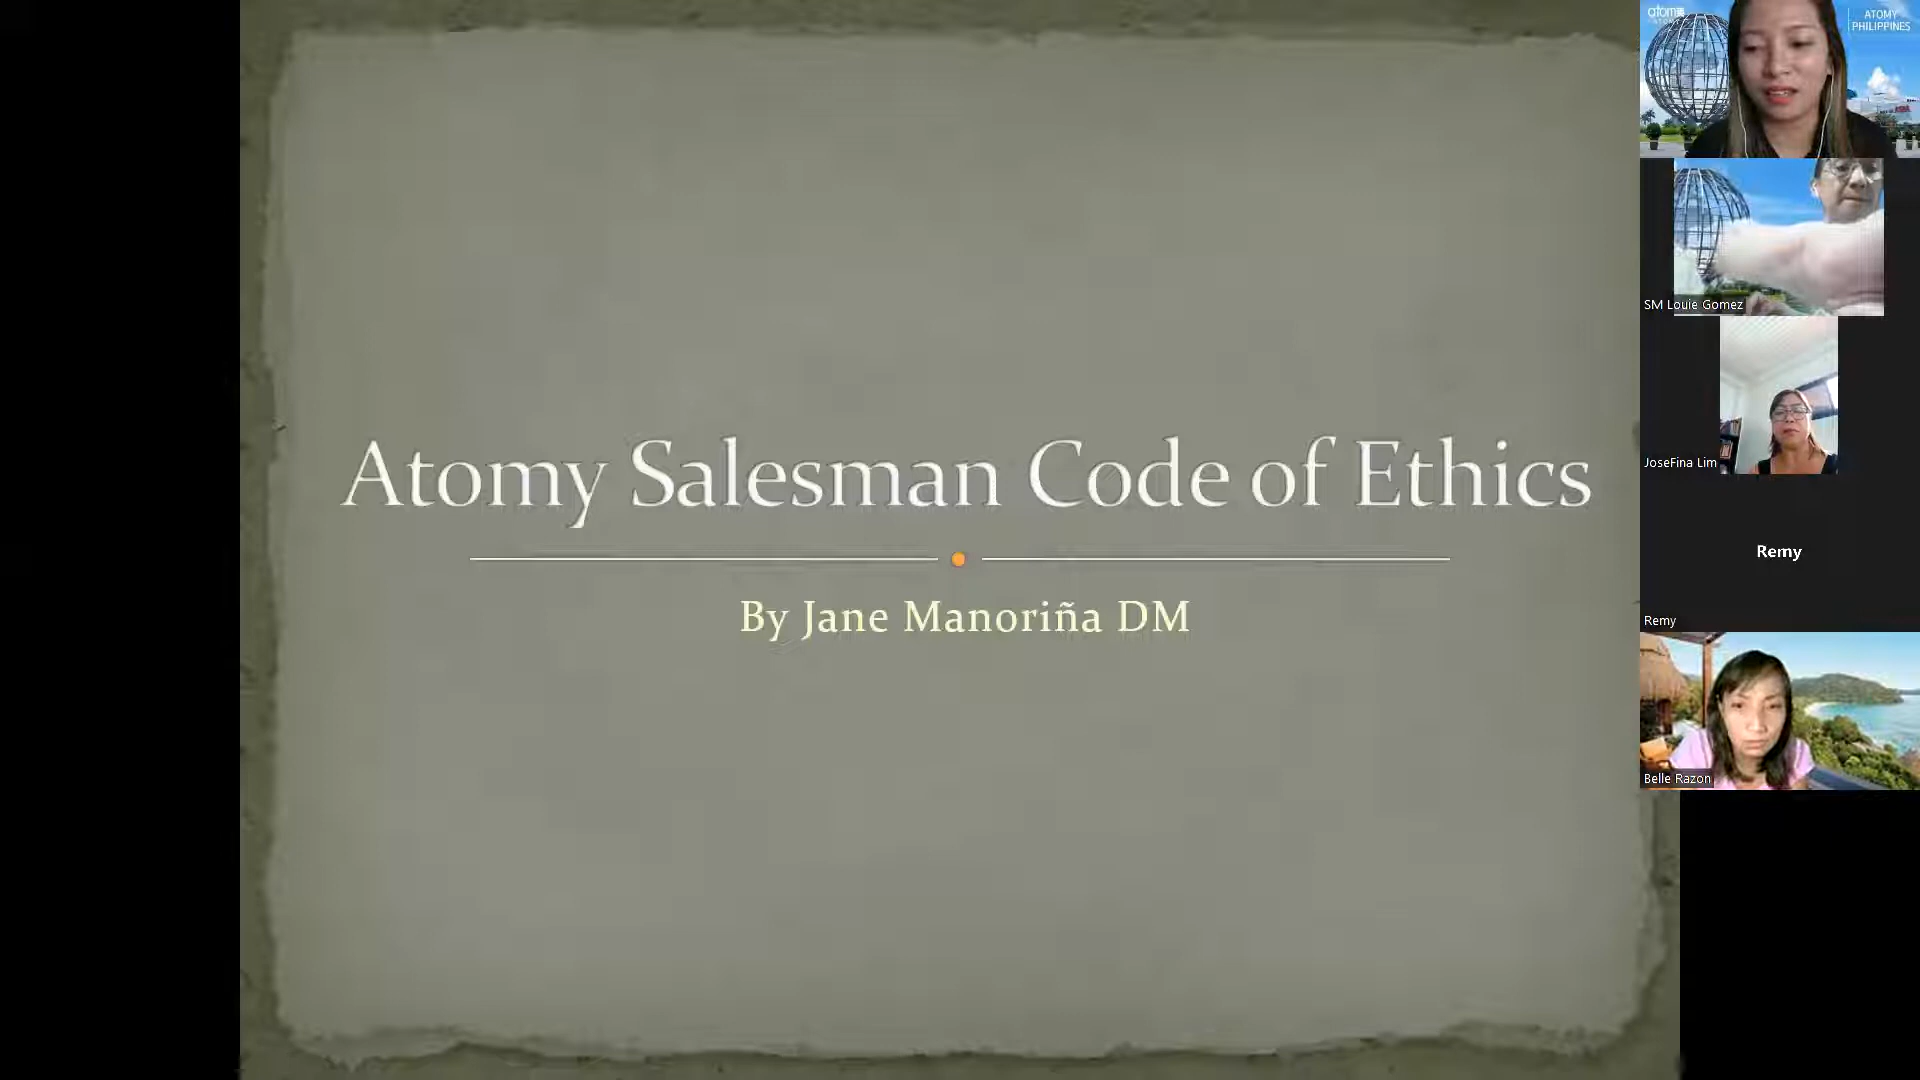 Atomy Salesman Code of Ethics
By Jane Manoriña DM
ATOMY
PHILIPPINES
SM Louie Gomez
JoseFina Lim
Remy
Remy
Belle Razon